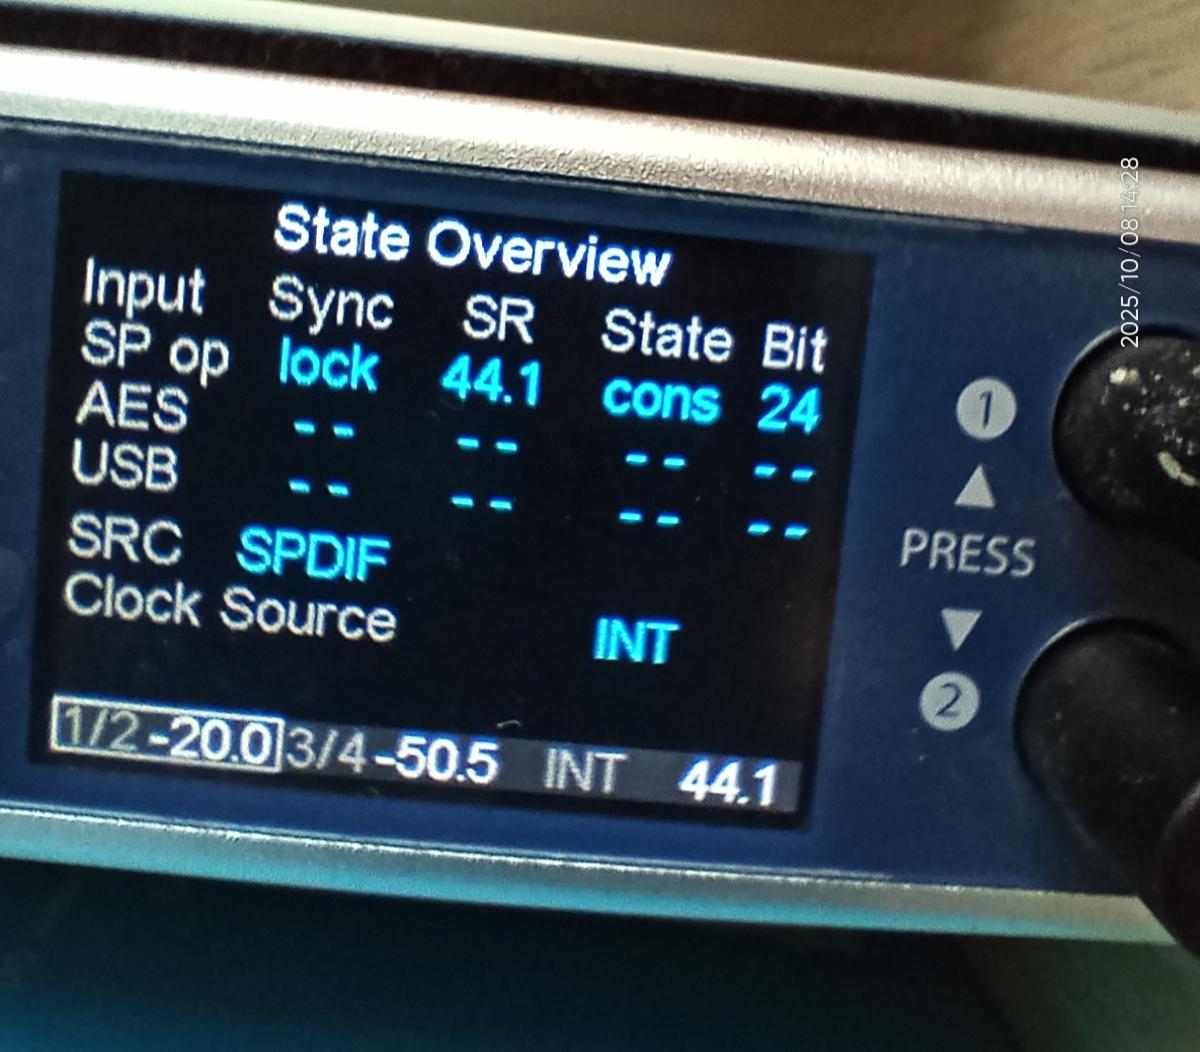 State Overview
Input Sync SR State Bit
SP op lock 44.1 cons 24
AES -- -- -- --
USB -- -- -- --
SRC SPDIF
Clock Source INT
1/2 -20.0 3/4 -50.5 INT 44.1
1
PRESS
2
2025/10/08 14:28